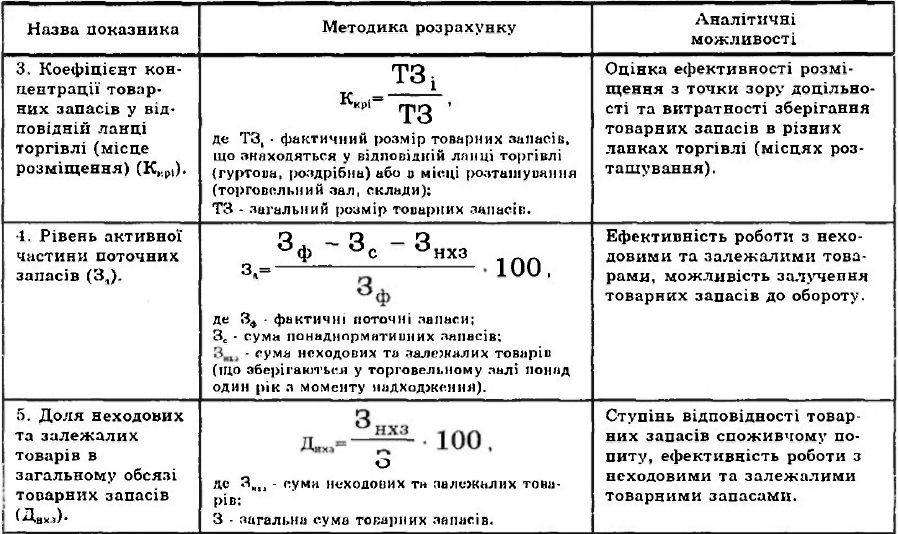 Назва показника
Методика розрахунку
Аналітичні
можливості
3. Коефіцієнт кон-
центрації товар-
них запасів у від-
повідній ланці
торгівлі (місце
розміщення) (Ккрі).
Ккрі = ТЗі / ТЗ ,
де ТЗі - фактичний розмір товарних запасів,
що знаходяться у відповідній ланці торгівлі
(гуртова, роздрібна) або в місці розташування
(торговельний зал, склади);
ТЗ - загальний розмір товарних запасів.
Оцінка ефективності розмі-
щення з точки зору доцільно-
сті та витратності зберігання
товарних запасів в різних
ланках торгівлі (місцях роз-
ташування).
4. Рівень активної
частини поточних
запасів (За).
За = (Зф - Зс - Знхз) / Зф · 100 ,
де Зф - фактичні поточні запаси;
Зс - сума понаднормативних запасів;
Знхз - сума неходових та залежалих товарів
(що зберігаються у торговельному залі понад
один рік з моменту надходження).
Ефективність роботи з нехо-
довими та залежалими това-
рами, можливість залучення
товарних запасів до обороту.
5. Доля неходових
та залежалих
товарів в
загальному обсязі
товарних запасів
(Днхз).
Днхз = Знхз / З · 100 ,
де Знхз - сума неходових та залежалих това-
рів;
З - загальна сума товарних запасів.
Ступінь відповідності товар-
них запасів споживчому по-
питу, ефективність роботи з
неходовими та залежалими
товарними запасами.